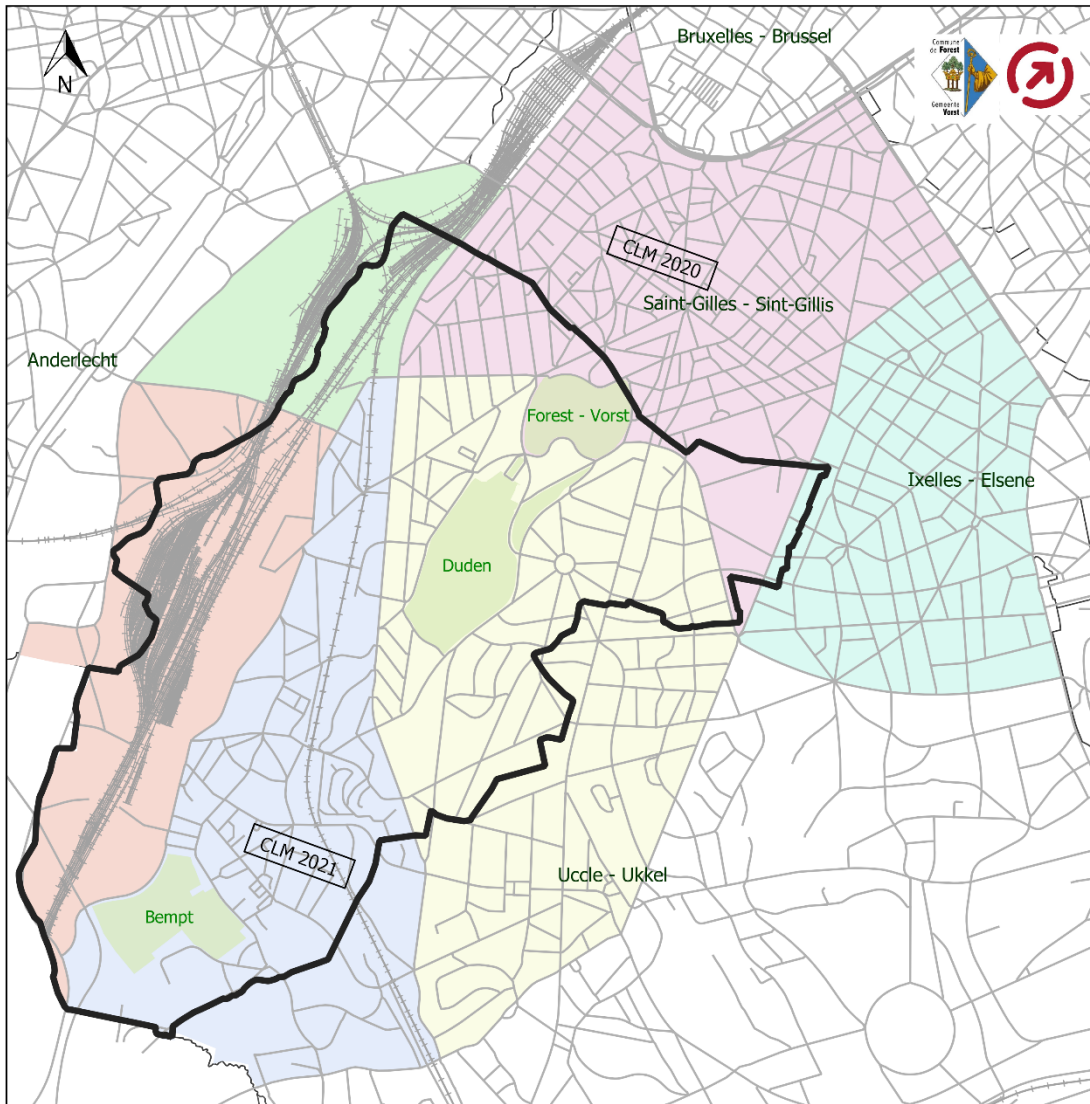 Bruxelles - Brussel
Commune
de Forest
Gemeente
Vorst
N
CLM 2020
Saint-Gilles - Sint-Gillis
Anderlecht
Forest - Vorst
Ixelles - Elsene
Duden
CLM 2021
Uccle - Ukkel
Bempt